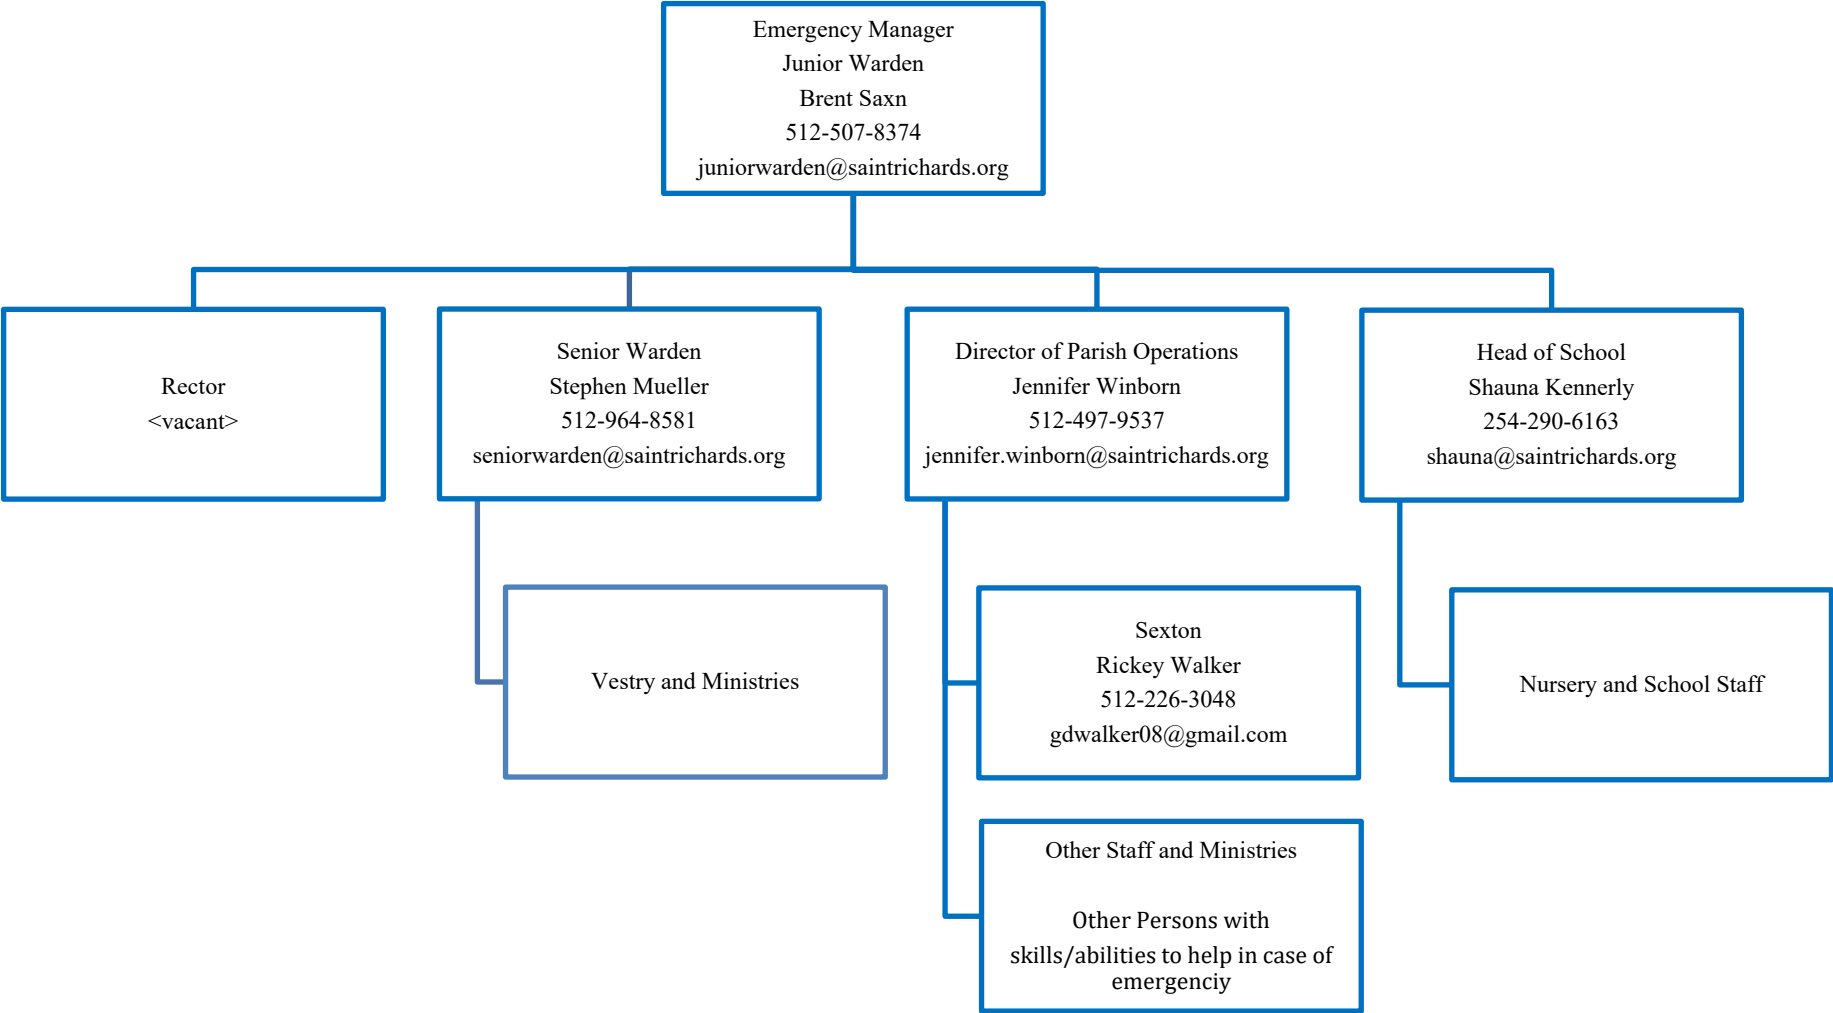 Emergency Manager
Junior Warden
Brent Saxn
512-507-8374
juniorwarden@saintrichards.org
Rector
<vacant>
Senior Warden
Stephen Mueller
512-964-8581
seniorwarden@saintrichards.org
Director of Parish Operations
Jennifer Winborn
512-497-9537
jennifer.winborn@saintrichards.org
Head of School
Shauna Kennerly
254-290-6163
shauna@saintrichards.org
Vestry and Ministries
Sexton
Rickey Walker
512-226-3048
gdwalker08@gmail.com
Nursery and School Staff
Other Staff and Ministries
Other Persons with
skills/abilities to help in case of
emergenciy